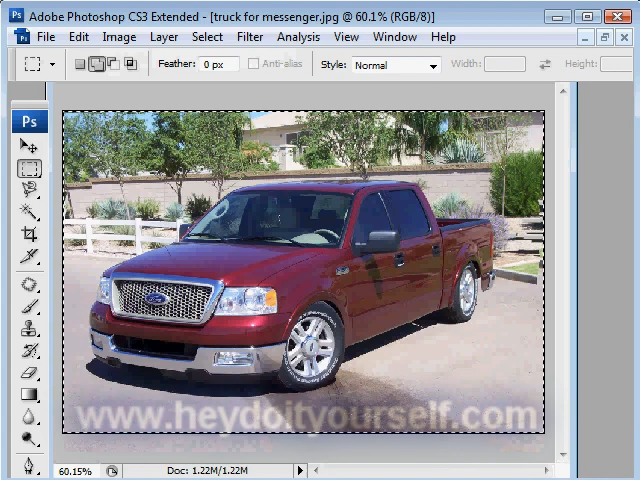 Adobe Photoshop CS3 Extended - [truck for messenger.jpg @ 60.1% (RGB/8)]
File Edit Image Layer Select Filter Analysis View Window Help
Feather: 0 px Anti-alias Style: Normal Width: Height:
Ps
Ford
www.heydoityourself.com
60.15% Doc: 1.22M/1.22M